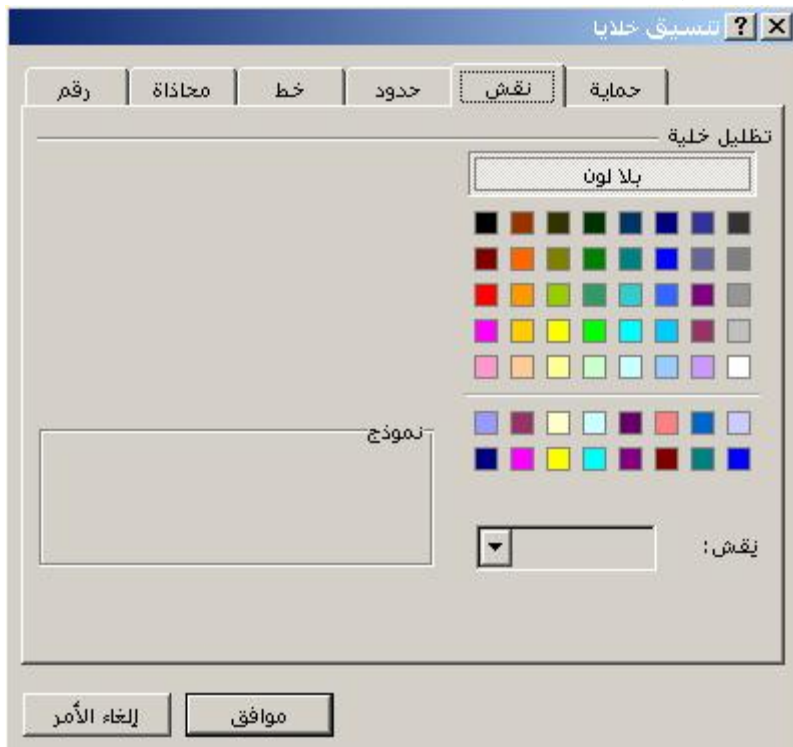 تنسيق خلايا
رقم محاذاة خط حدود نقش حماية
تظليل خلية
بلا لون
نموذج
نقش:
موافق إلغاء الأمر